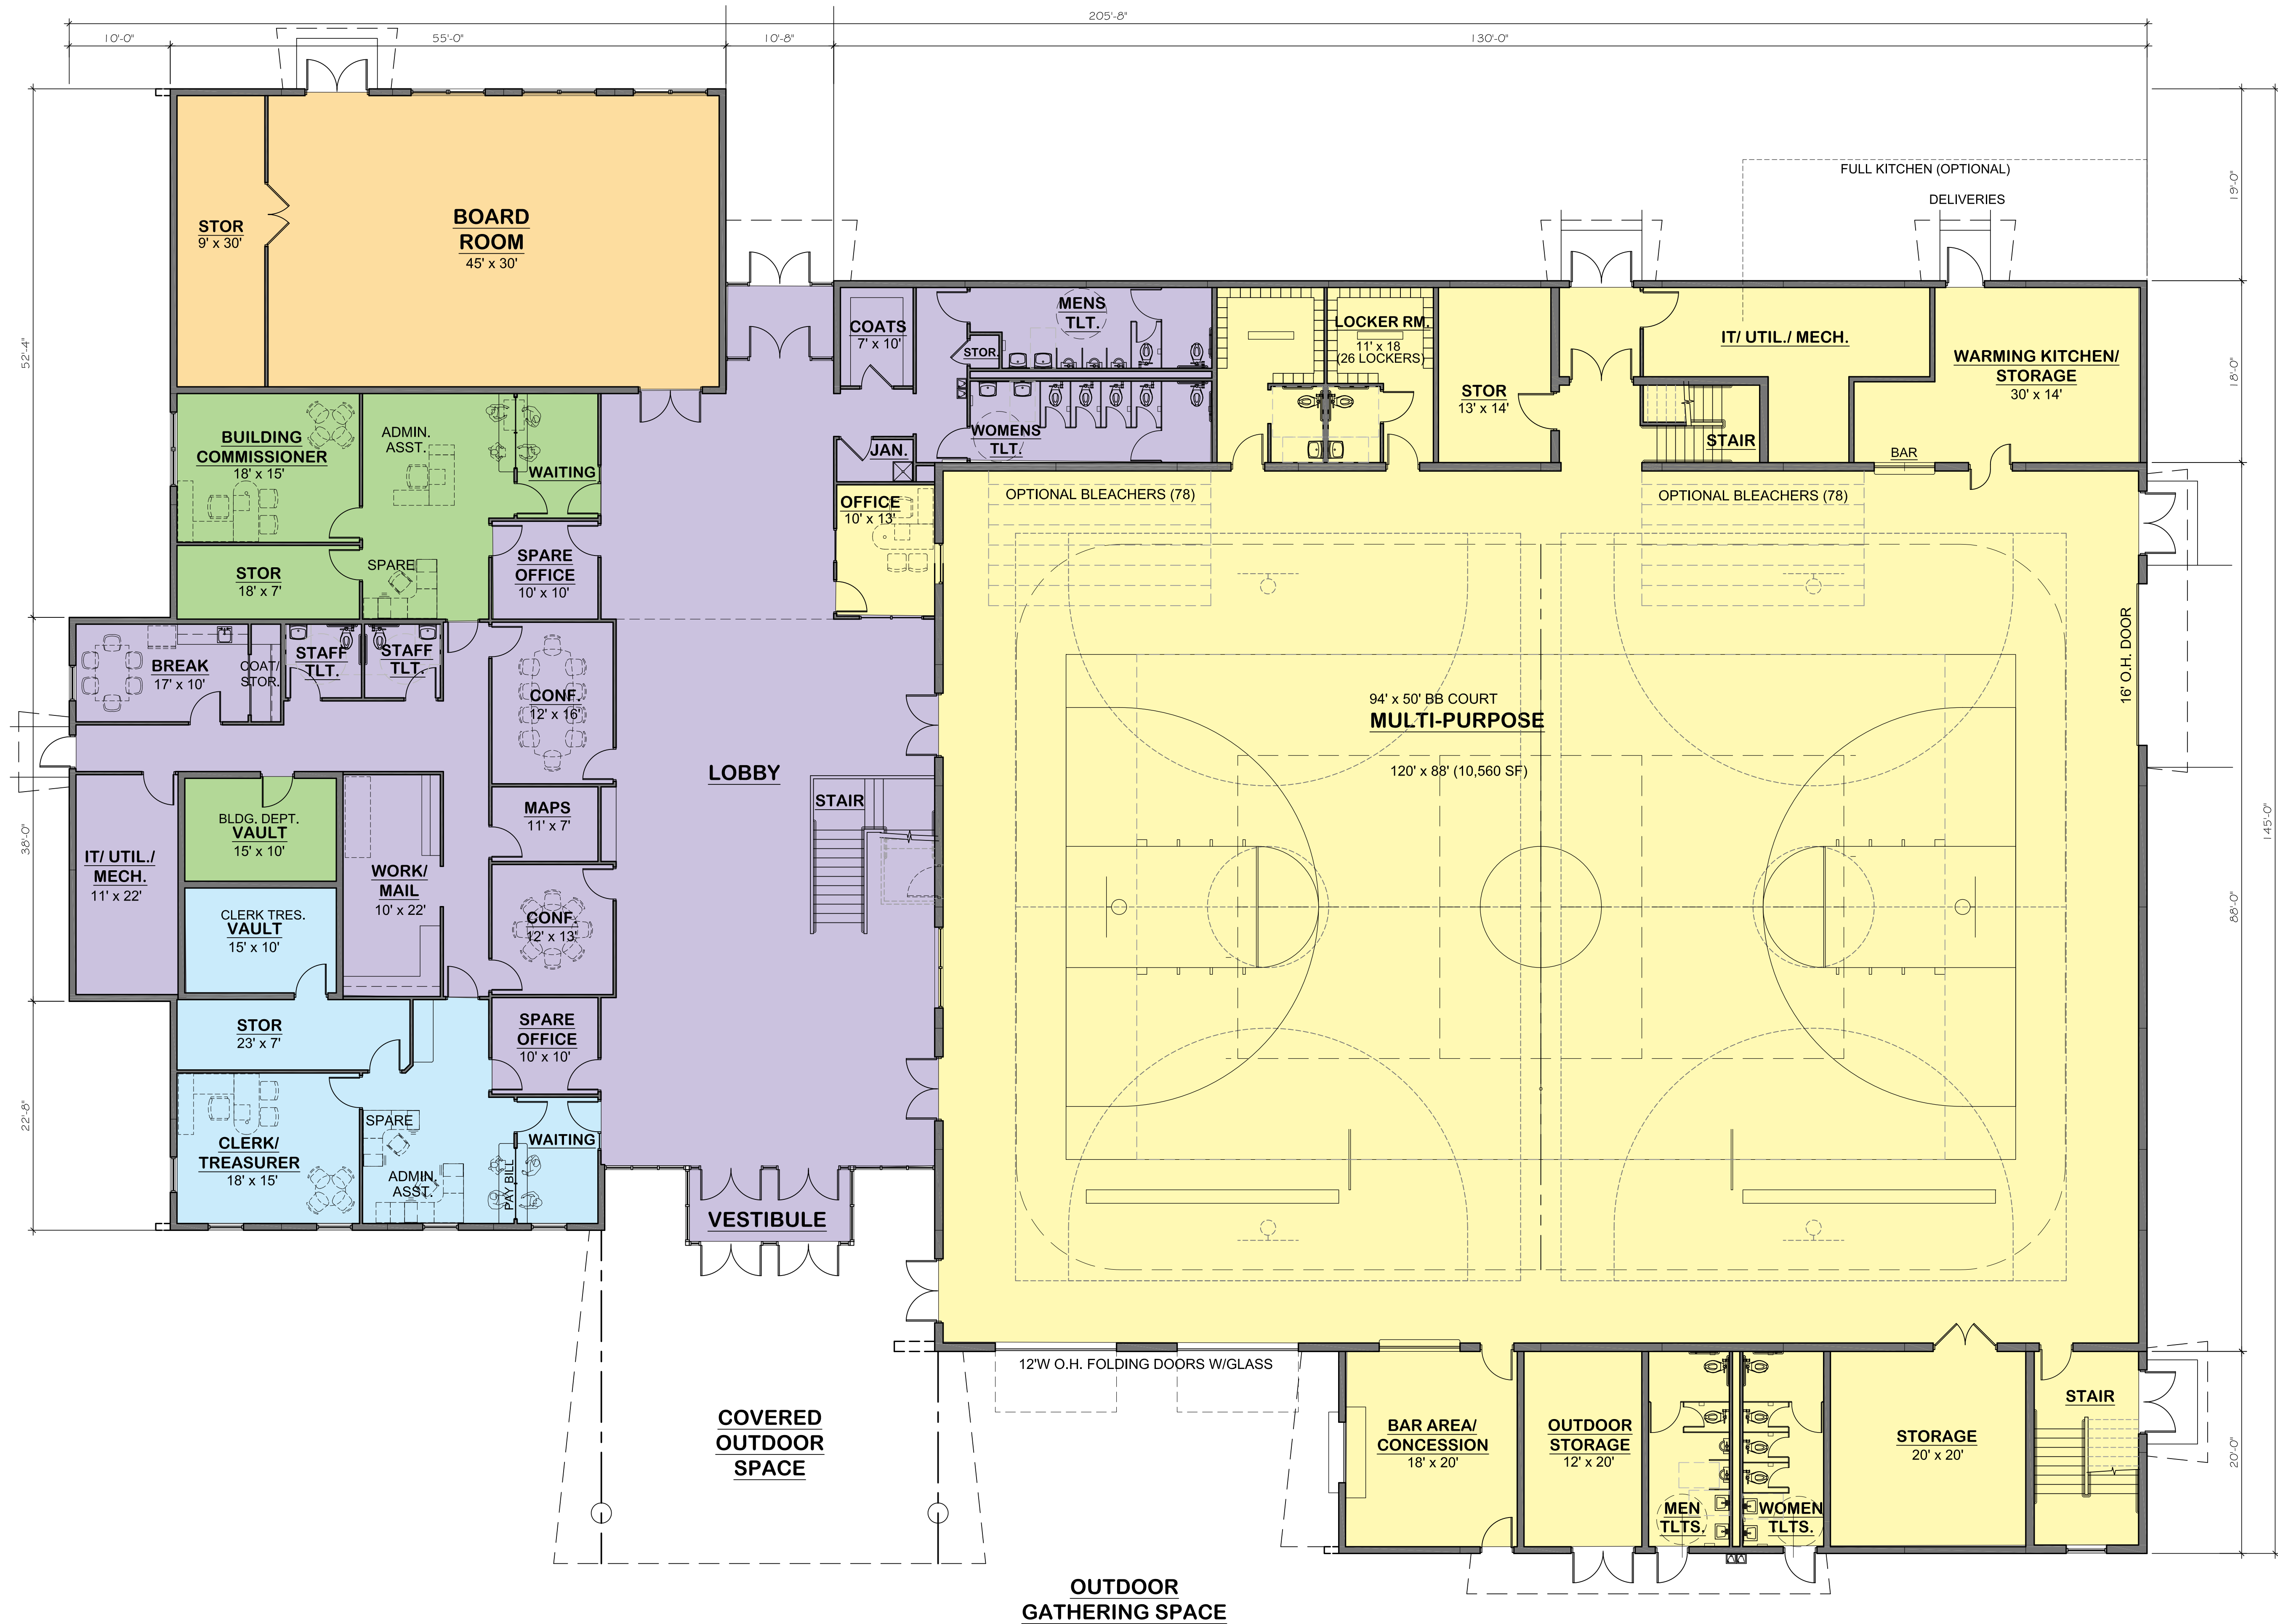 205'-8"
10'-0"
55'-0"
10'-8"
130'-0"
52'-4"
38'-0"
22'-8"
19'-0"
18'-0"
88'-0"
20'-0"
145'-0"
STOR
9' x 30'
BOARD
ROOM
45' x 30'
FULL KITCHEN (OPTIONAL)
DELIVERIES
COATS
7' x 10'
MENS
TLT.
STOR.
WOMENS
TLT.
JAN.
LOCKER RM.
11' x 18
(26 LOCKERS)
STOR
13' x 14'
IT/ UTIL./ MECH.
STAIR
WARMING KITCHEN/
STORAGE
30' x 14'
BAR
BUILDING
COMMISSIONER
18' x 15'
ADMIN.
ASST.
WAITING
STOR
18' x 7'
SPARE
SPARE
OFFICE
10' x 10'
OFFICE
10' x 13'
OPTIONAL BLEACHERS (78)
OPTIONAL BLEACHERS (78)
16' O.H. DOOR
BREAK
17' x 10'
COAT/
STOR.
STAFF
TLT.
STAFF
TLT.
CONF.
12' x 16'
94' x 50' BB COURT
MULTI-PURPOSE
120' x 88' (10,560 SF)
LOBBY
STAIR
MAPS
11' x 7'
BLDG. DEPT.
VAULT
15' x 10'
IT/ UTIL./
MECH.
11' x 22'
WORK/
MAIL
10' x 22'
CLERK TRES.
VAULT
15' x 10'
CONF.
12' x 13'
STOR
23' x 7'
SPARE
OFFICE
10' x 10'
CLERK/
TREASURER
18' x 15'
SPARE
ADMIN.
ASST.
PAY BILL
WAITING
VESTIBULE
12'W O.H. FOLDING DOORS W/GLASS
COVERED
OUTDOOR
SPACE
BAR AREA/
CONCESSION
18' x 20'
OUTDOOR
STORAGE
12' x 20'
MEN
TLTS.
WOMEN
TLTS.
STORAGE
20' x 20'
STAIR
OUTDOOR
GATHERING SPACE